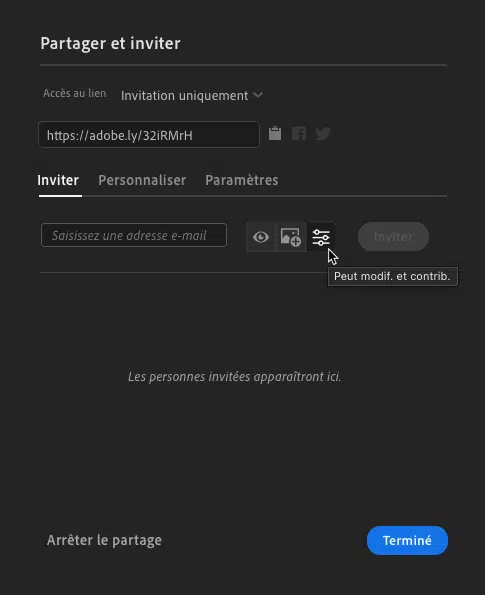 Partager et inviter
Accès au lien Invitation uniquement
https://adobe.ly/32iRMrH
Inviter Personnaliser Paramètres
Saisissez une adresse e-mail Inviter
Peut modif. et contrib.
Les personnes invitées apparaîtront ici.
Arrêter le partage Terminé